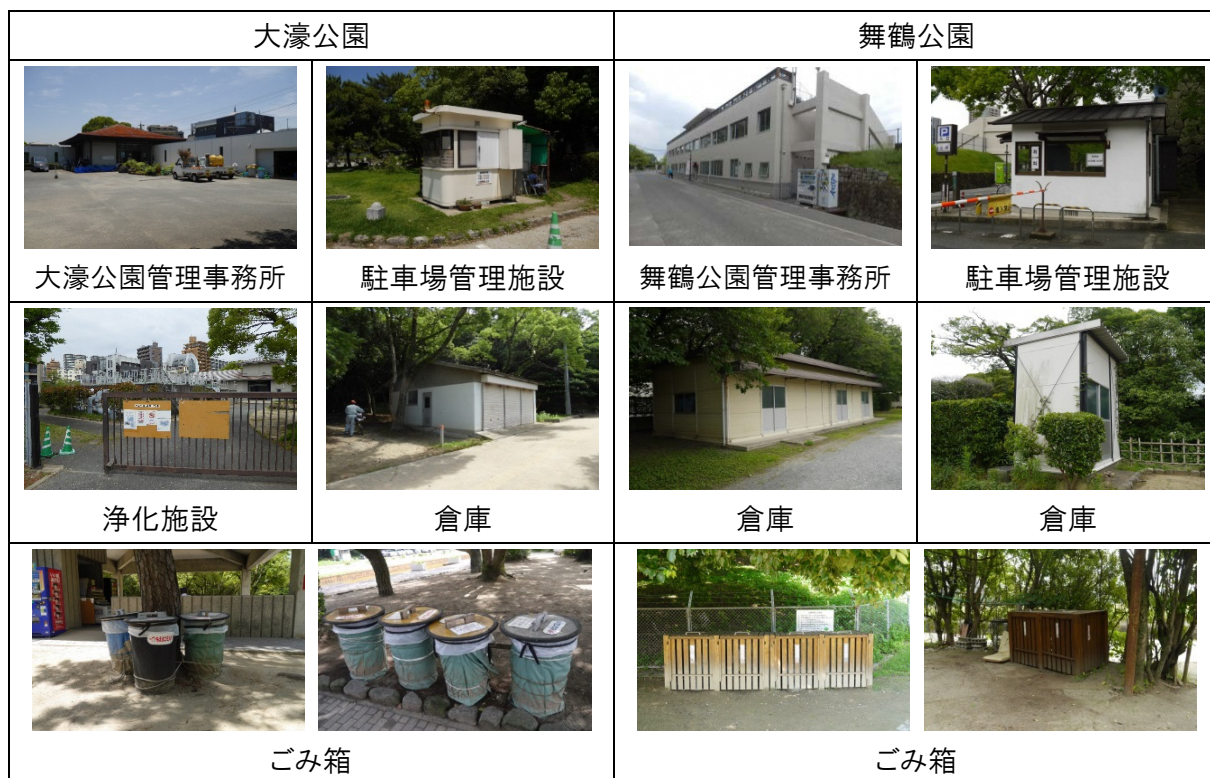 大濠公園
舞鶴公園
大濠公園管理事務所
駐車場管理施設
舞鶴公園管理事務所
駐車場管理施設
浄化施設
倉庫
倉庫
倉庫
ごみ箱
ごみ箱